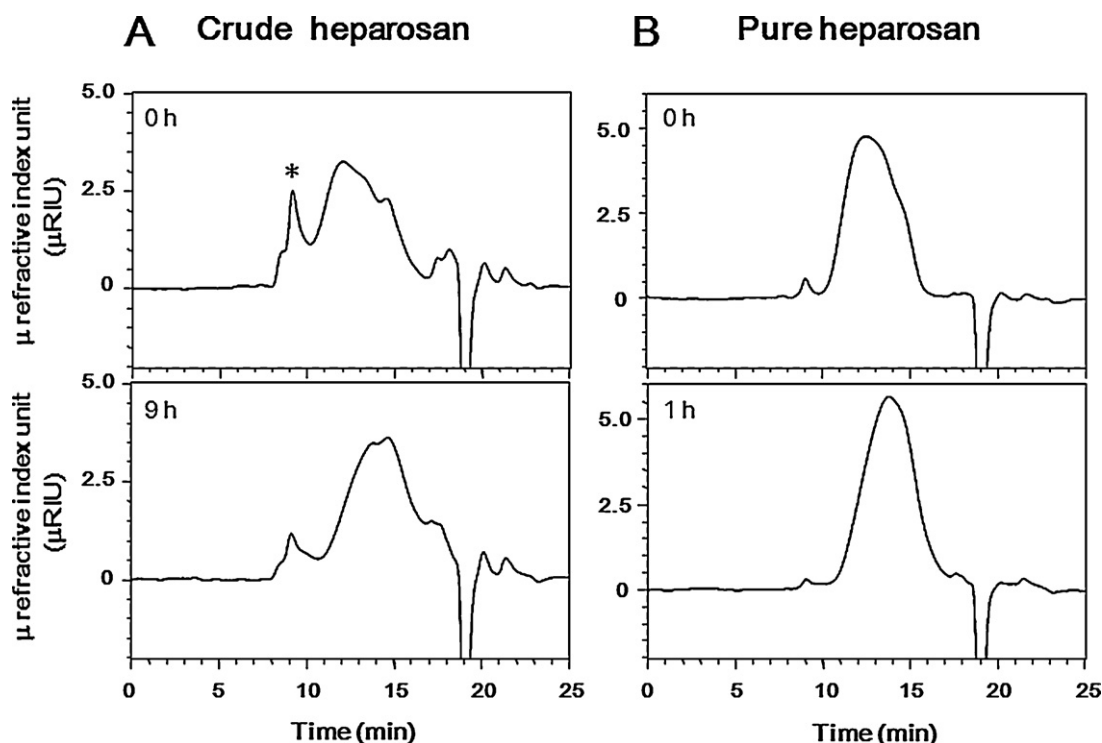 A Crude heparosan
B Pure heparosan
μ refractive index unit
(μRIU)
5.0
2.5
0
0 h
*
5.0
2.5
0
0 h
μ refractive index unit
(μRIU)
5.0
2.5
0
9 h
0 5 10 15 20 25
Time (min)
5.0
2.5
0
1 h
0 5 10 15 20 25
Time (min)